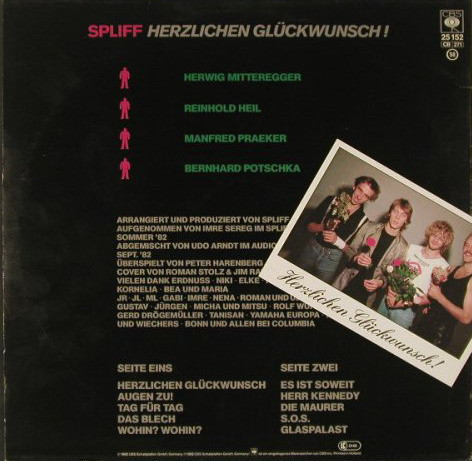 SPLIFF HERZLICHEN GLÜCKWUNSCH!
CBS
25 152
CB 271
HERWIG MITTEREGGER
REINHOLD HEIL
MANFRED PRAEKER
BERNHARD POTSCHKA
ARRANGIERT UND PRODUZIERT VON SPLIFF
AUFGENOMMEN VON IMRE SEREG IM SPLIF
SOMMER '82
ABGEMISCHT VON UDO ARNDT IM AUDIO
SEPT. '82
ÜBERSPIELT VON PETER HARENBERG
COVER VON ROMAN STOLZ & JIM RA
VIELEN DANK ERDNUSS · NIKI · ELKE ·
KORNELIA · BEA UND MARIA
JR · JL · ML · GABI · IMRE · NENA · ROMAN UND U
GUSTAV · JÜRGEN · MICHA UND MITSU · ROLF WÜ
GERD DRÖGEMÜLLER · TANISAN · YAMAHA EUROPA ·
UND WIECHERS · BONN UND ALLEN BEI COLUMBIA
Herzlichen Glückwunsch!
SEITE EINS
HERZLICHEN GLÜCKWUNSCH
AUGEN ZU!
TAG FÜR TAG
DAS BLECH
WOHIN? WOHIN?
SEITE ZWEI
ES IST SOWEIT
HERR KENNEDY
DIE MAURER
S.O.S.
GLASPALAST